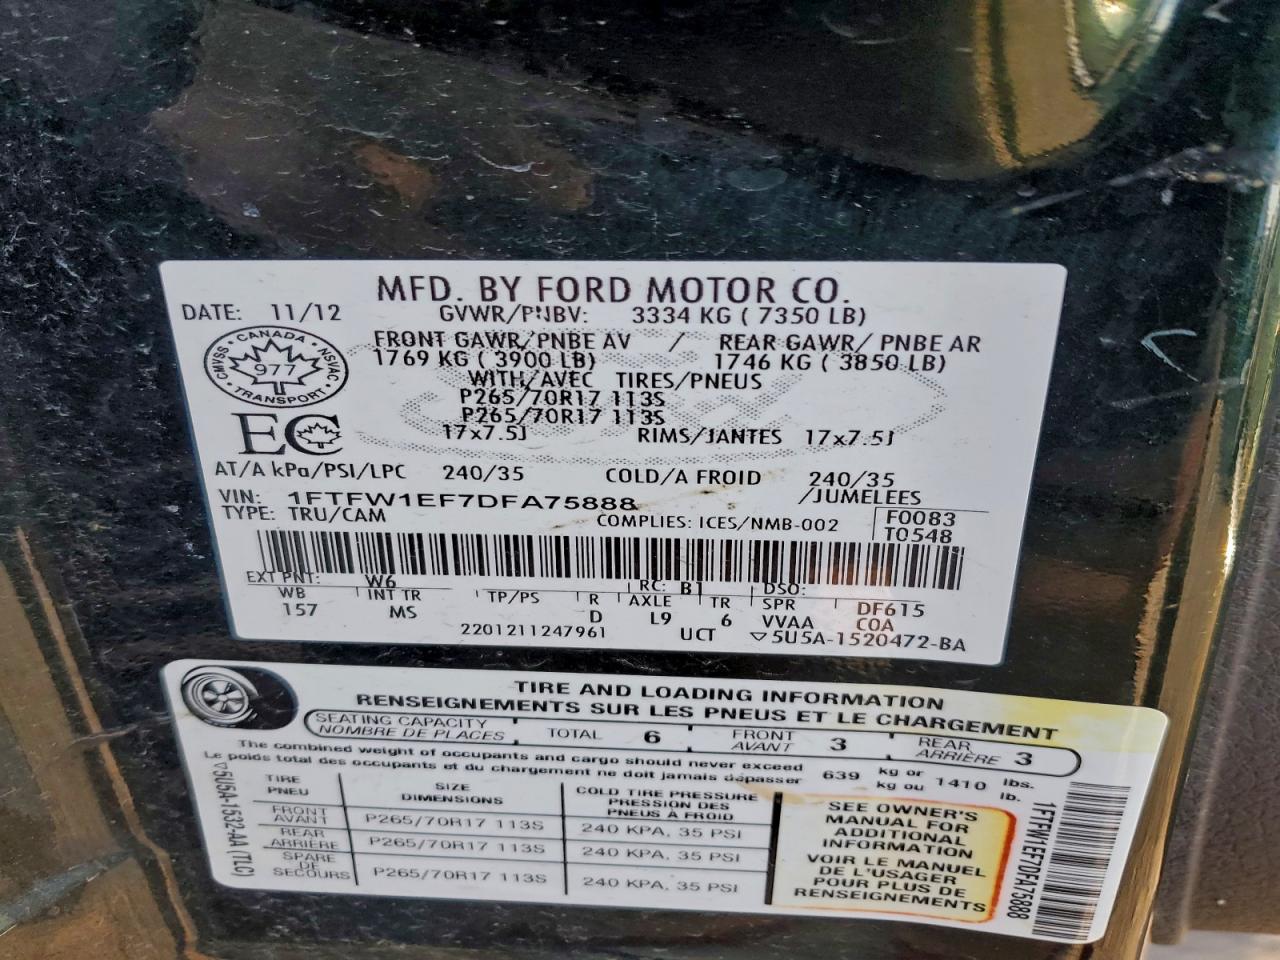 MFD. BY FORD MOTOR CO.
DATE: 11/12
GVWR/PNBV: 3334 KG ( 7350 LB)
FRONT GAWR/PNBE AV / REAR GAWR/ PNBE AR
1769 KG ( 3900 LB) 1746 KG ( 3850 LB)
WITH/AVEC TIRES/PNEUS
P265/70R17 113S
P265/70R17 113S
17x7.5J RIMS/JANTES 17x7.5J
CANADA
CMVSS 977 NSVAC
TRANSPORT
EC
AT/A kPa/PSI/LPC 240/35 COLD/A FROID 240/35
/JUMELEES
VIN: 1FTFW1EF7DFA75888
TYPE: TRU/CAM
COMPLIES: ICES/NMB-002
F0083
T0548
EXT PNT: W6 RC: B1 DSO:
WB INT TR TP/PS R AXLE TR SPR DF615
157 MS D L9 6 VVAA COA
2201211247961 UCT 5U5A-1520472-BA
TIRE AND LOADING INFORMATION
RENSEIGNEMENTS SUR LES PNEUS ET LE CHARGEMENT
SEATING CAPACITY
NOMBRE DE PLACES
TOTAL 6
FRONT
AVANT 3
REAR
ARRIÈRE 3
The combined weight of occupants and cargo should never exceed
Le poids total des occupants et du chargement ne doit jamais dépasser
639 kg or
kg ou
1410 lbs.
lb.
TIRE
PNEU
SIZE
DIMENSIONS
COLD TIRE PRESSURE
PRESSION DES
PNEUS À FROID
FRONT
AVANT P265/70R17 113S 240 KPA, 35 PSI
REAR
ARRIÈRE P265/70R17 113S 240 KPA, 35 PSI
SPARE
DE
SECOURS P265/70R17 113S 240 KPA, 35 PSI
SEE OWNER'S
MANUAL FOR
ADDITIONAL
INFORMATION
VOIR LE MANUEL
DE L'USAGER
POUR PLUS DE
RENSEIGNEMENTS
5U5A-1532-AA (TLC)
1FTFW1EF7DFA75888